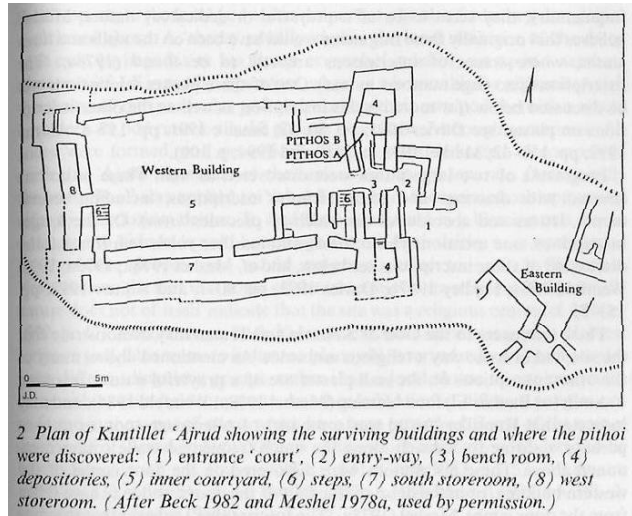 PITHOS B
PITHOS A
Western Building
3
2
8
6
5
6
1
7
4
Eastern
Building
0 5m
J.D.
2 Plan of Kuntillet ʿAjrud showing the surviving buildings and where the pithoi
were discovered: (1) entrance ‘court’, (2) entry-way, (3) bench room, (4)
depositories, (5) inner courtyard, (6) steps, (7) south storeroom, (8) west
storeroom. (After Beck 1982 and Meshel 1978a, used by permission.)